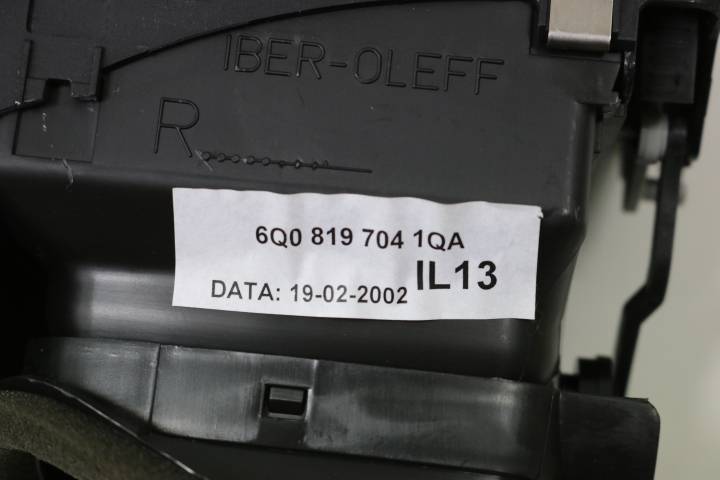 IBER-OLEFF
R
6Q0 819 704 1QA
DATA: 19-02-2002 IL13